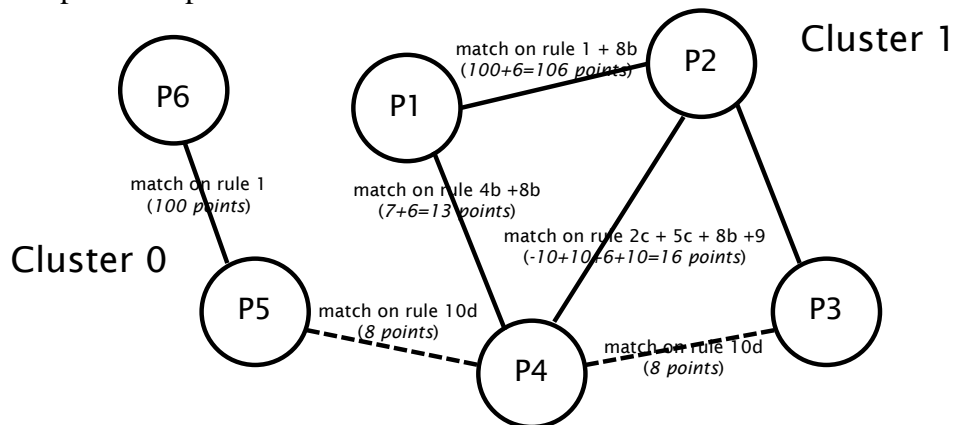 match on rule 1 + 8b
(100+6=106 points)
Cluster 1
P6
P1
P2
match on rule 1
(100 points)
match on rule 4b +8b
(7+6=13 points)
match on rule 2c + 5c + 8b +9
(-10+10+6+10=16 points)
Cluster 0
P5
match on rule 10d
(8 points)
P4
match on rule 10d
(8 points)
P3